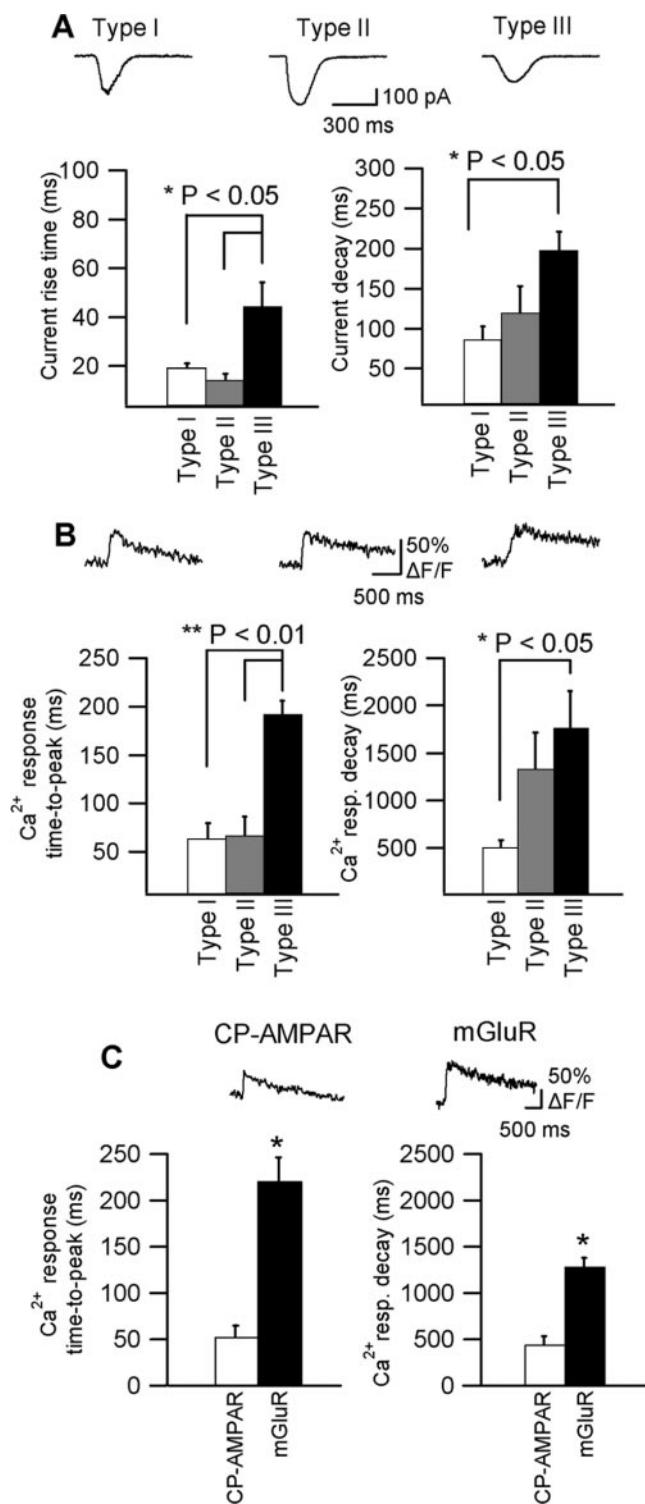 A
Type I
Type II
Type III
100 pA
300 ms
Current rise time (ms)
100
80
60
40
20
* P < 0.05
Type I
Type II
Type III
Current decay (ms)
300
250
200
150
100
50
* P < 0.05
Type I
Type II
Type III
B
50%
ΔF/F
500 ms
Ca²⁺ response
time-to-peak (ms)
250
200
150
100
50
** P < 0.01
Type I
Type II
Type III
Ca²⁺ resp. decay (ms)
2500
2000
1500
1000
500
* P < 0.05
Type I
Type II
Type III
C
CP-AMPAR
mGluR
50%
ΔF/F
500 ms
Ca²⁺ response
time-to-peak (ms)
250
200
150
100
50
0
*
CP-AMPAR
mGluR
Ca²⁺ resp. decay (ms)
2500
2000
1500
1000
500
0
*
CP-AMPAR
mGluR